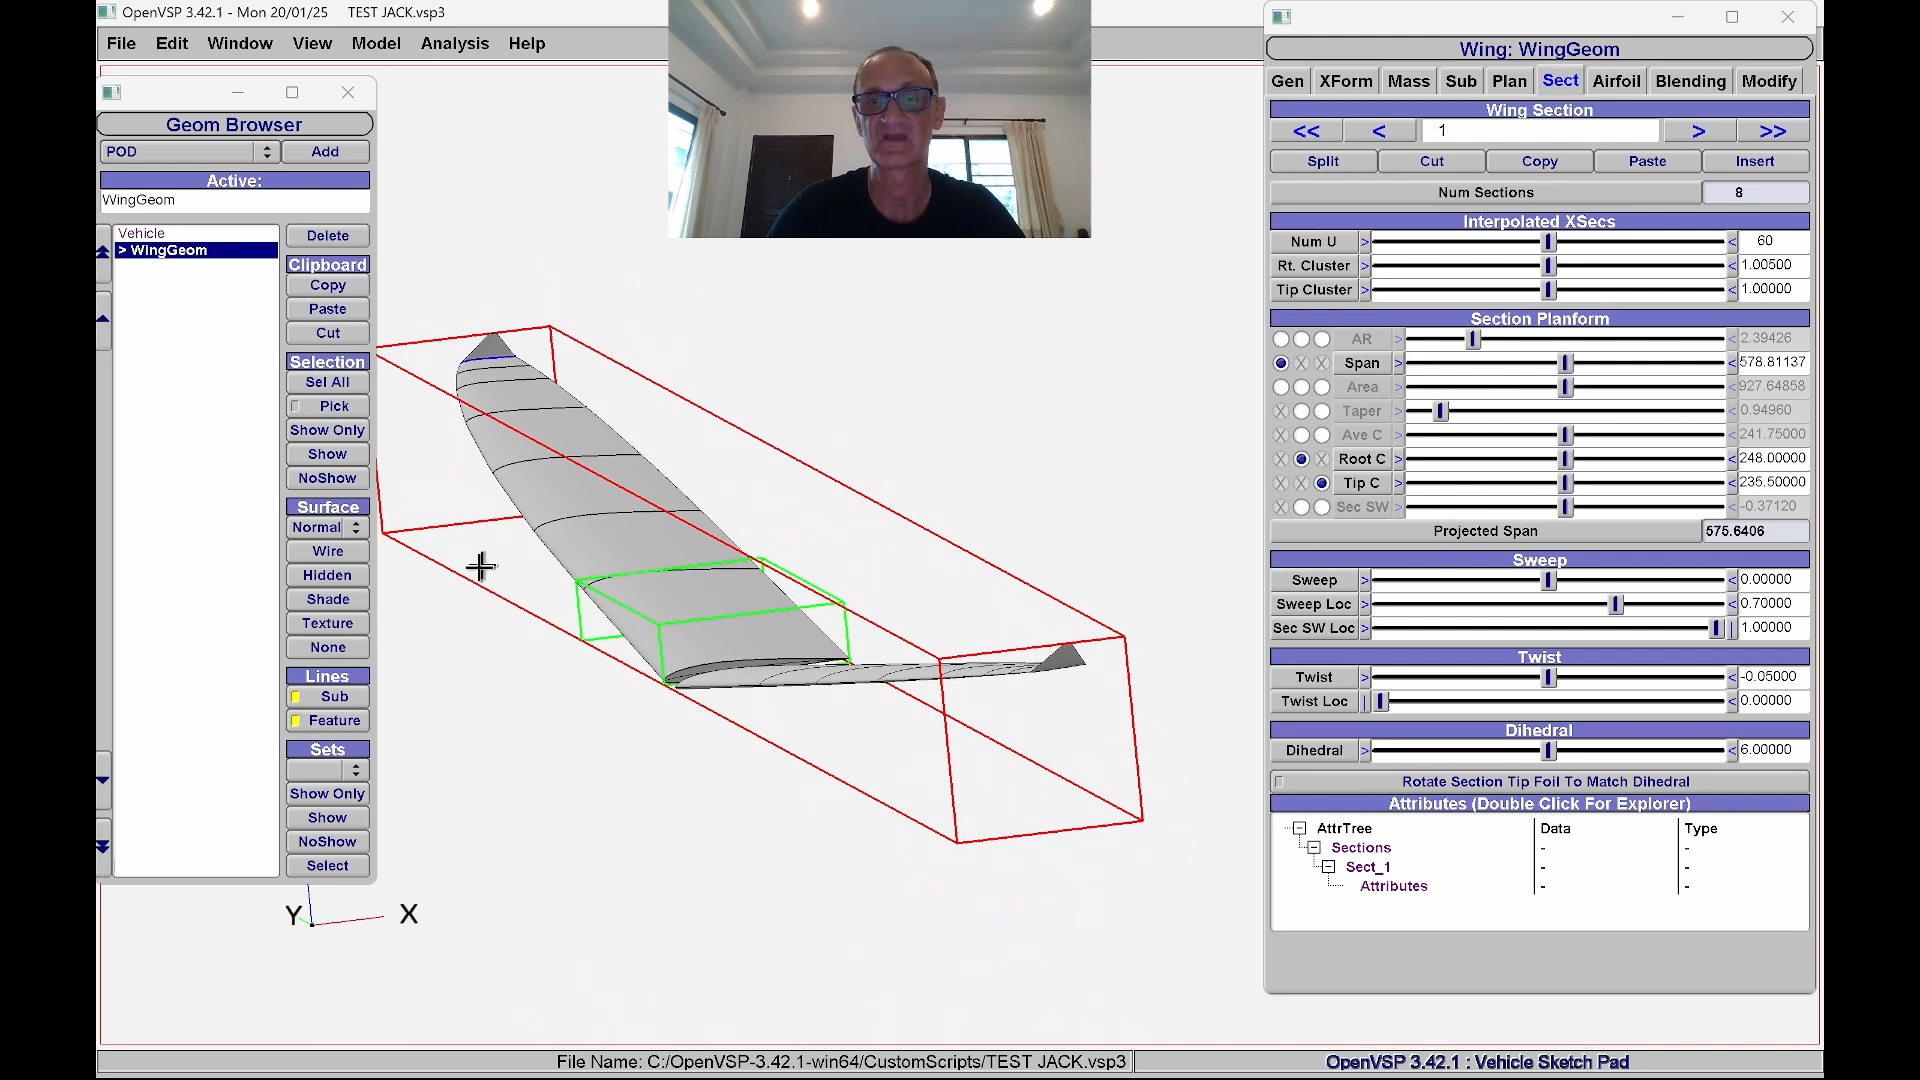 OpenVSP 3.42.1 - Mon 20/01/25 TEST JACK.vsp3
File Edit Window View Model Analysis Help
Geom Browser
POD Add
Active:
WingGeom
Vehicle
> WingGeom
Delete
Clipboard
Copy
Paste
Cut
Selection
Sel All
Pick
Show Only
Show
NoShow
Surface
Normal
Wire
Hidden
Shade
Texture
None
Lines
Sub
Feature
Sets
Show Only
Show
NoShow
Select
Y X
Wing: WingGeom
Gen XForm Mass Sub Plan Sect Airfoil Blending Modify
Wing Section
<< < 1 > >>
Split Cut Copy Paste Insert
Num Sections 8
Interpolated XSecs
Num U > < 60
Rt. Cluster > < 1.00500
Tip Cluster > < 1.00000
Section Planform
AR > < 2.39426
X X Span > < 578.81137
Area > < 927.64858
X Taper > < 0.94960
X Ave C > < 241.75000
X X Root C > < 248.00000
X X Tip C > < 235.50000
X Sec SW > < -0.37120
Projected Span 575.6406
Sweep
Sweep > < 0.00000
Sweep Loc > < 0.70000
Sec SW Loc > | 1.00000
Twist
Twist > < -0.05000
Twist Loc | < 0.00000
Dihedral
Dihedral > < 6.00000
Rotate Section Tip Foil To Match Dihedral
Attributes (Double Click For Explorer)
AttrTree Data Type
Sections - -
Sect_1 - -
Attributes - -
File Name: C:/OpenVSP-3.42.1-win64/CustomScripts/TEST JACK.vsp3
OpenVSP 3.42.1 : Vehicle Sketch Pad